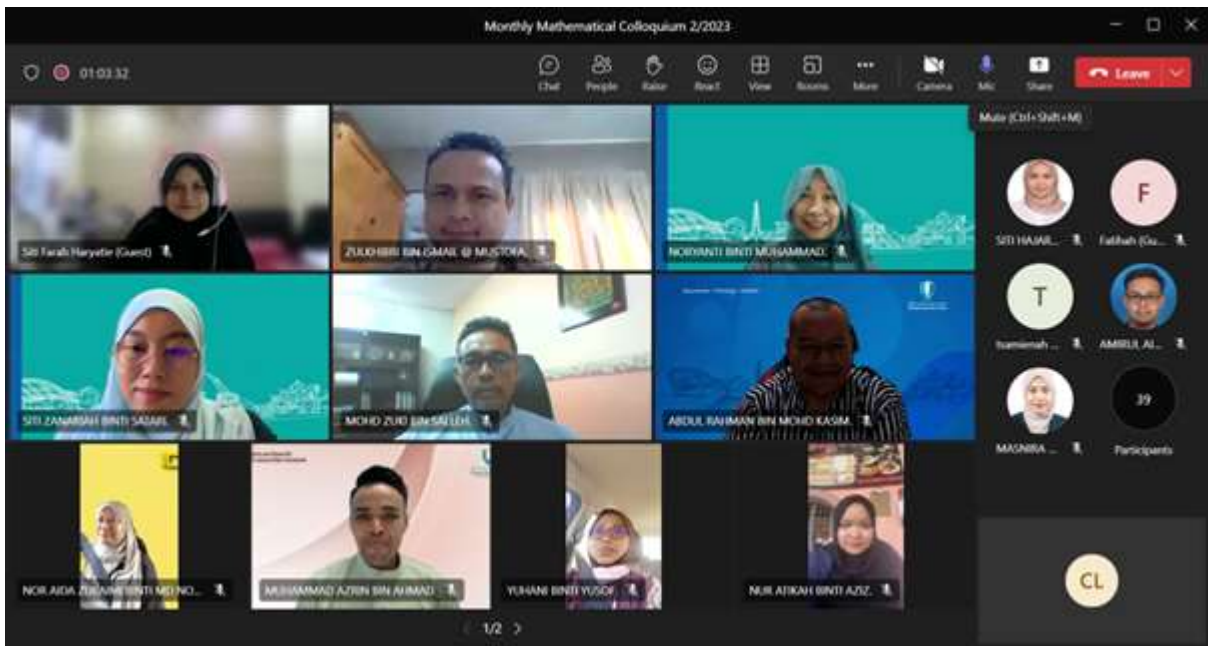 Monthly Mathematical Colloquium 2/2023
01:03:32
Chat People Raise React View Rooms More Camera Mic Share Leave
Mute (Ctrl+Shift+M)
Siti Farah Haryatie (Guest)
ZULKHIBRI BIN ISMAIL @ MUSTOFA.
NORYANTI BINTI MUHAMMAD.
SITI HAJAR...
F
Fatihah (Gu...
SITI ZANARIAH BINTI SATARI.
MOHD ZUKI BIN SALLEH.
ABDUL RAHMAN BIN MOHD KASIM.
T
Tsamienah ...
AMIRUL AI...
MASNIRA ...
39
Participants
NOR AIDA ZURAIMI BINTI MD NO...
MUHAMMAD AZRIN BIN AHMAD.
YUHANI BINTI YUSOF.
NUR ATIKAH BINTI AZIZ.
CL
1/2